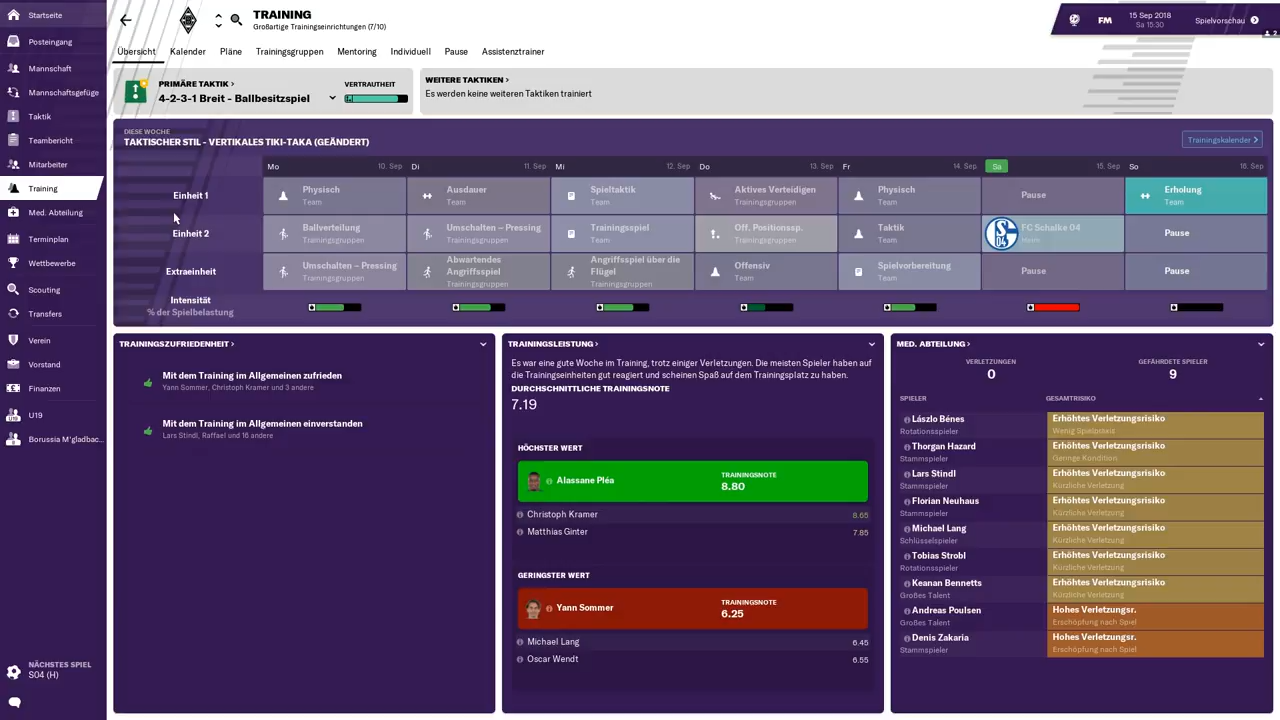 Startseite
Posteingang
Mannschaft
Mannschaftsgefüge
Taktik
Teambericht
Mitarbeiter
Training
Med. Abteilung
Terminplan
Wettbewerbe
Scouting
Transfers
Verein
Vorstand
Finanzen
U19
Borussia M'gladbac...
NÄCHSTES SPIEL
S04 (H)
TRAINING
Großartige Trainingseinrichtungen (7/10)
FM
15 Sep 2018
Sa 15:30
Spielvorschau
2
Übersicht Kalender Pläne Trainingsgruppen Mentoring Individuell Pause Assistenztrainer
PRIMÄRE TAKTIK >
4-2-3-1 Breit - Ballbesitzspiel
VERTRAUTHEIT
WEITERE TAKTIKEN >
Es werden keine weiteren Taktiken trainiert
DIESE WOCHE
TAKTISCHER STIL - VERTIKALES TIKI-TAKA (GEÄNDERT)
Trainingskalender >
Mo 10. Sep Di 11. Sep Mi 12. Sep Do 13. Sep Fr 14. Sep Sa 15. Sep So 16. Sep
Einheit 1
Physisch
Team
Ausdauer
Team
Spieltaktik
Team
Aktives Verteidigen
Trainingsgruppen
Physisch
Team
Pause
Erholung
Team
Einheit 2
Ballverteilung
Trainingsgruppen
Umschalten – Pressing
Trainingsgruppen
Trainingsspiel
Team
Off. Positionssp.
Trainingsgruppen
Taktik
Team
FC Schalke 04
Heim
Pause
Extraeinheit
Umschalten – Pressing
Trainingsgruppen
Abwartendes
Angriffsspiel
Trainingsgruppen
Angriffsspiel über die
Flügel
Trainingsgruppen
Offensiv
Team
Spielvorbereitung
Team
Pause
Pause
Intensität
% der Spielbelastung
TRAININGSZUFRIEDENHEIT >
Mit dem Training im Allgemeinen zufrieden
Yann Sommer, Christoph Kramer und 3 andere
Mit dem Training im Allgemeinen einverstanden
Lars Stindl, Raffael und 16 andere
TRAININGSLEISTUNG >
Es war eine gute Woche im Training, trotz einiger Verletzungen. Die meisten Spieler haben auf
die Trainingseinheiten gut reagiert und scheinen Spaß auf dem Trainingsplatz zu haben.
DURCHSCHNITTLICHE TRAININGSNOTE
7.19
HÖCHSTER WERT
Alassane Pléa
TRAININGSNOTE
8.80
Christoph Kramer 8.65
Matthias Ginter 7.85
GERINGSTER WERT
Yann Sommer
TRAININGSNOTE
6.25
Michael Lang 6.45
Oscar Wendt 6.55
MED. ABTEILUNG >
VERLETZUNGEN
0
GEFÄHRDETE SPIELER
9
SPIELER GESAMTRISIKO
László Bénes
Rotationsspieler
Erhöhtes Verletzungsrisiko
Wenig Spielpraxis
Thorgan Hazard
Stammspieler
Erhöhtes Verletzungsrisiko
Geringe Kondition
Lars Stindl
Stammspieler
Erhöhtes Verletzungsrisiko
Kürzliche Verletzung
Florian Neuhaus
Stammspieler
Erhöhtes Verletzungsrisiko
Kürzliche Verletzung
Michael Lang
Schlüsselspieler
Erhöhtes Verletzungsrisiko
Kürzliche Verletzung
Tobias Strobl
Rotationsspieler
Erhöhtes Verletzungsrisiko
Kürzliche Verletzung
Keanan Bennetts
Großes Talent
Erhöhtes Verletzungsrisiko
Kürzliche Verletzung
Andreas Poulsen
Großes Talent
Hohes Verletzungsr.
Erschöpfung nach Spiel
Denis Zakaria
Stammspieler
Hohes Verletzungsr.
Erschöpfung nach Spiel